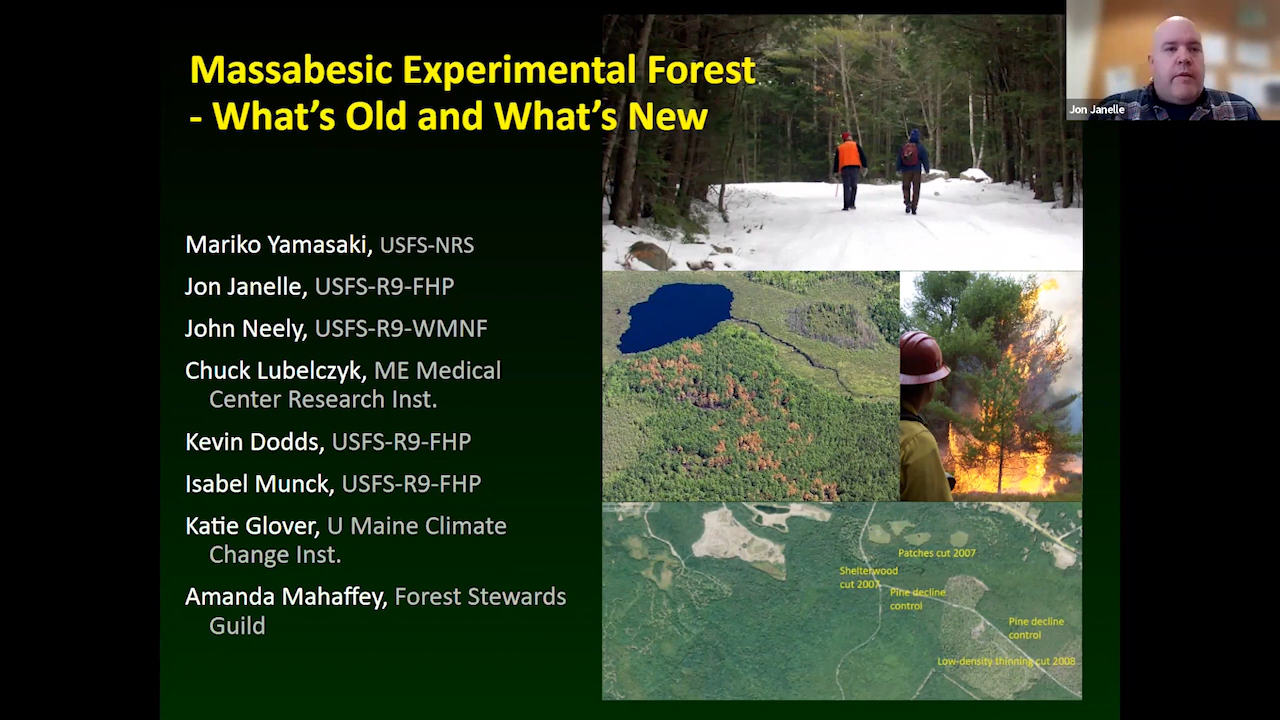 Massabesic Experimental Forest
- What's Old and What's New
Jon Janelle
Mariko Yamasaki, USFS-NRS
Jon Janelle, USFS-R9-FHP
John Neely, USFS-R9-WMNF
Chuck Lubelczyk, ME Medical
Center Research Inst.
Kevin Dodds, USFS-R9-FHP
Isabel Munck, USFS-R9-FHP
Katie Glover, U Maine Climate
Change Inst.
Amanda Mahaffey, Forest Stewards
Guild
Patches cut 2007
Shelterwood
cut 2007
Pine decline
control
Pine decline
control
Low-density thinning cut 2008